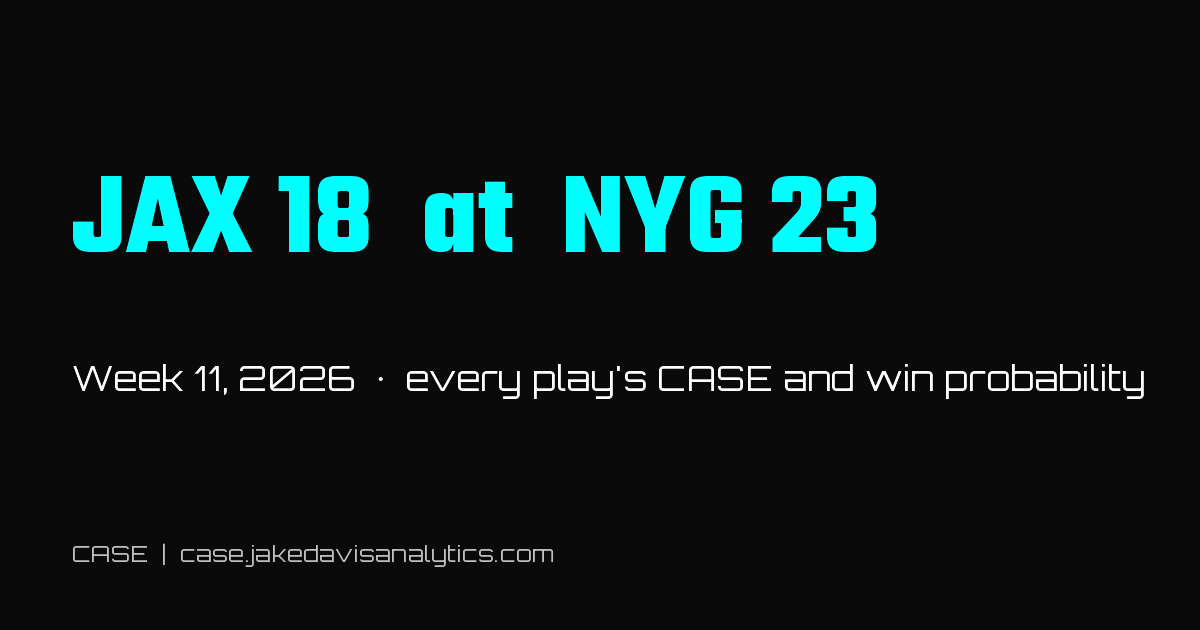 JAX 18 at NYG 23
Week 11, 2026 · every play's CASE and win probability
CASE | case.jakedavisanalytics.com